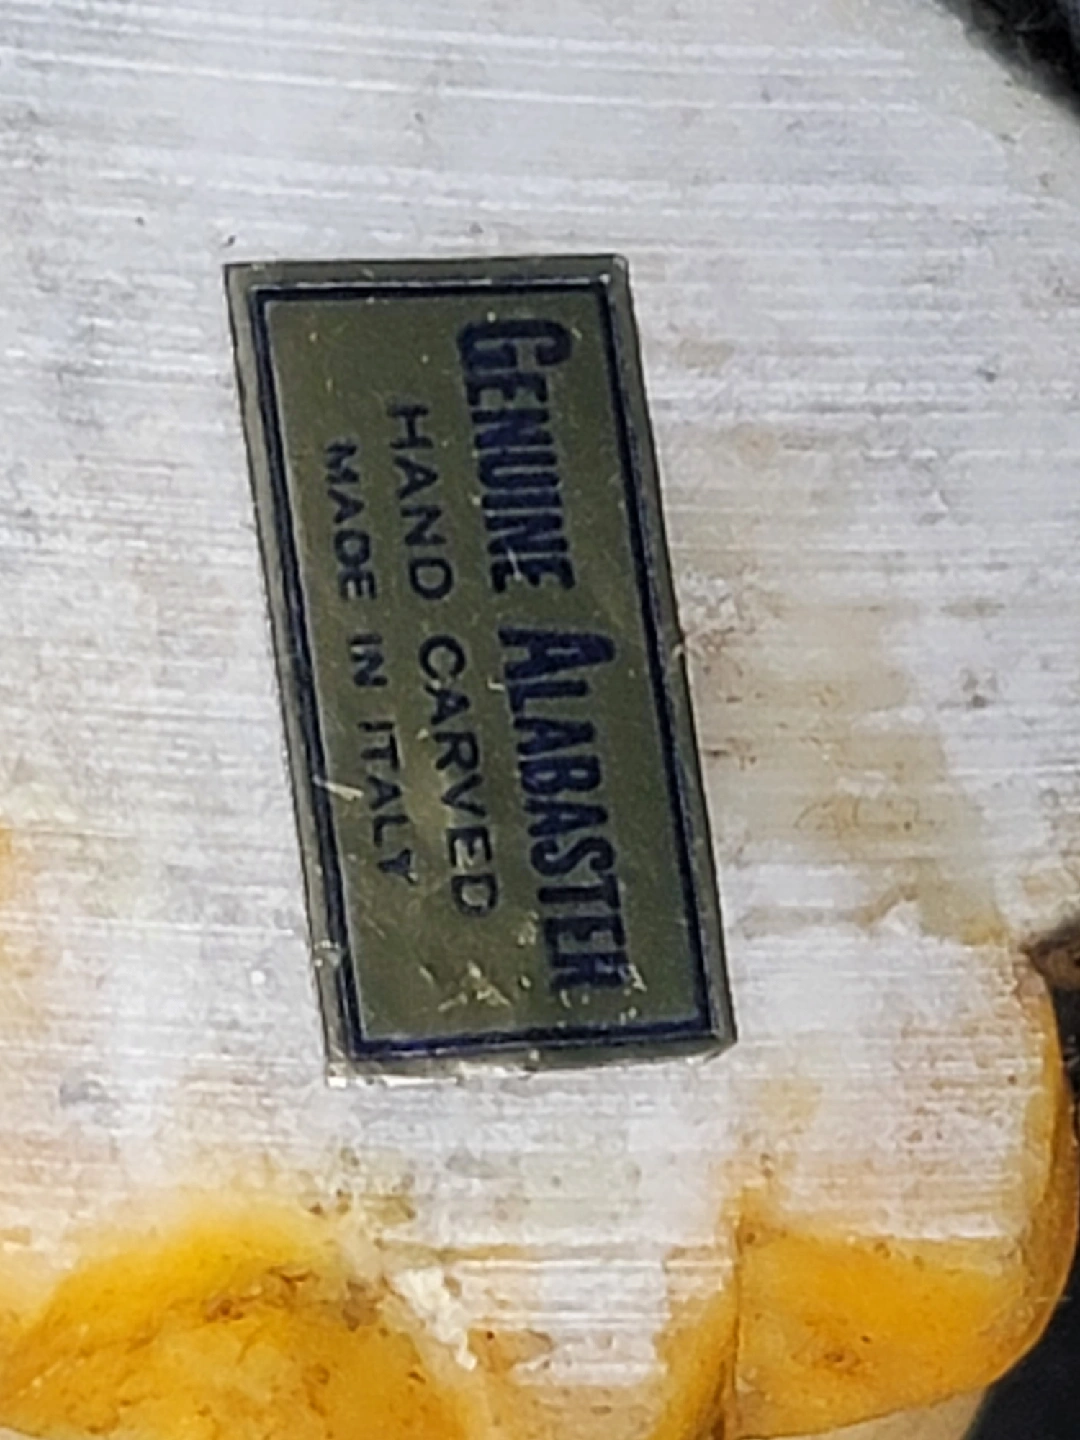 GENUINE ALABASTER
HAND CARVED
MADE IN ITALY